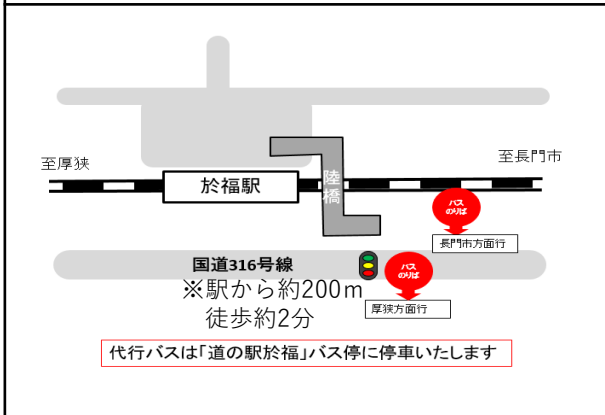 至厚狭
至長門市
於福駅
陸橋
バス
のりば
長門市方面行
国道316号線
バス
のりば
※駅から約200m
徒歩約2分
厚狭方面行
代行バスは「道の駅於福」バス停に停車いたします